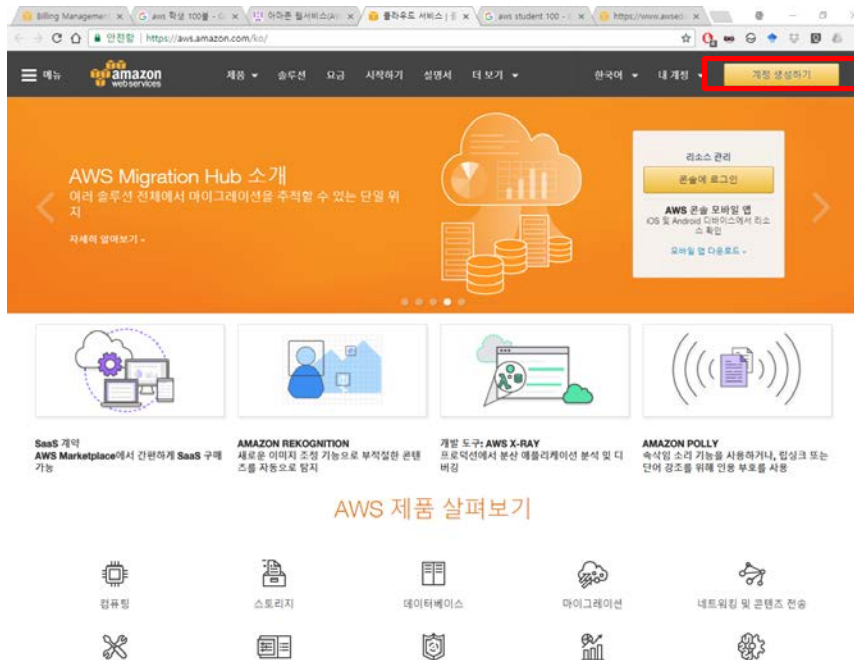 Billing Management
aws 학생 100불 - G
아마존 웹서비스(A
클라우드 서비스 |
aws student 100 -
https://www.awsed
안전함 | https://aws.amazon.com/ko/
메뉴
amazon
webservices
제품 솔루션 요금 시작하기 설명서 더 보기 한국어 내 계정 계정 생성하기
AWS Migration Hub 소개
여러 솔루션 전체에서 마이그레이션을 추적할 수 있는 단일 위
치
자세히 알아보기 »
리소스 관리
콘솔에 로그인
AWS 콘솔 모바일 앱
iOS 및 Android 디바이스에서 리소
스 확인
모바일 앱 다운로드 »
SaaS 계약
AWS Marketplace에서 간편하게 SaaS 구매
가능
AMAZON REKOGNITION
새로운 이미지 조정 기능으로 부적절한 콘텐
츠를 자동으로 탐지
개발 도구: AWS X-RAY
프로덕션에서 분산 애플리케이션 분석 및 디
버깅
AMAZON POLLY
속삭임 소리 기능을 사용하거나, 립싱크 또는
단어 강조를 위해 인용 부호를 사용
AWS 제품 살펴보기
컴퓨팅 스토리지 데이터베이스 마이그레이션 네트워킹 및 콘텐츠 전송